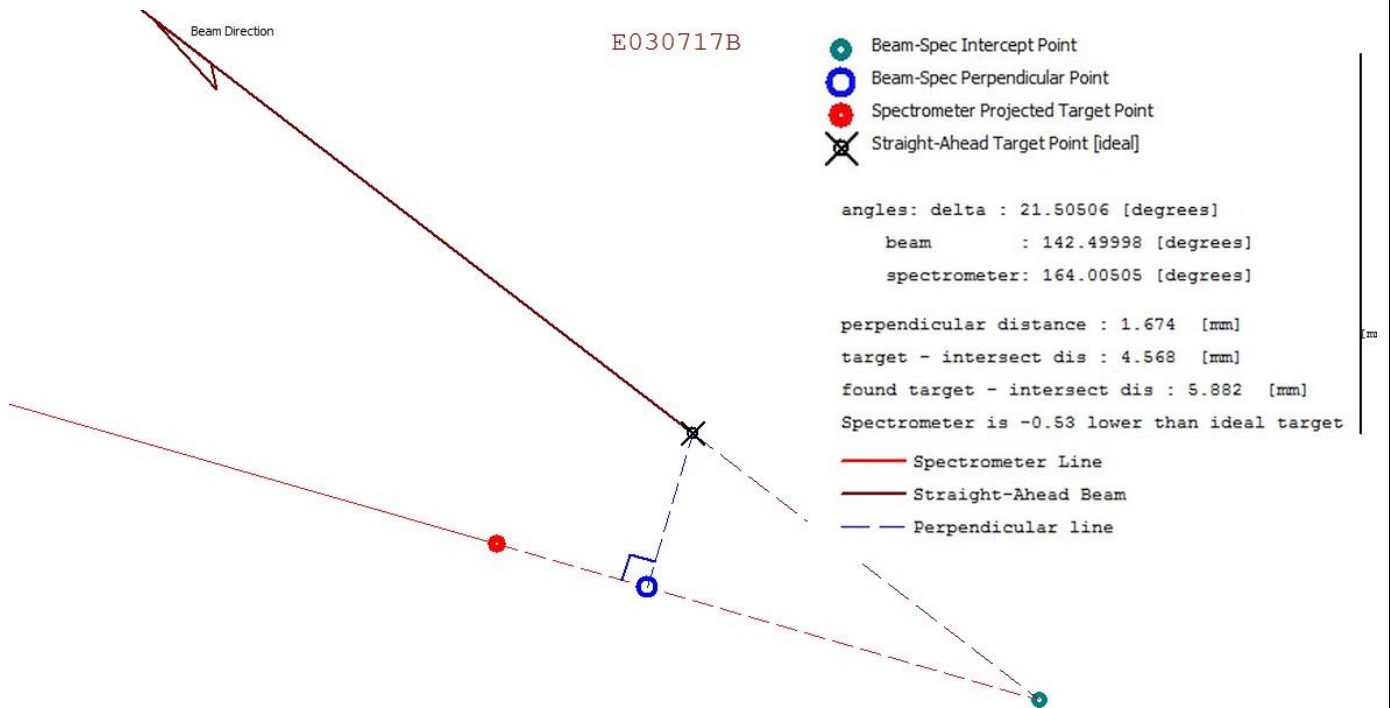 Beam Direction
E030717B
Beam-Spec Intercept Point
Beam-Spec Perpendicular Point
Spectrometer Projected Target Point
Straight-Ahead Target Point [ideal]
angles: delta : 21.50506 [degrees]
beam : 142.49998 [degrees]
spectrometer: 164.00505 [degrees]
perpendicular distance : 1.674 [mm]
target - intersect dis : 4.568 [mm]
found target - intersect dis : 5.882 [mm]
Spectrometer is -0.53 lower than ideal target
Spectrometer Line
Straight-Ahead Beam
Perpendicular line